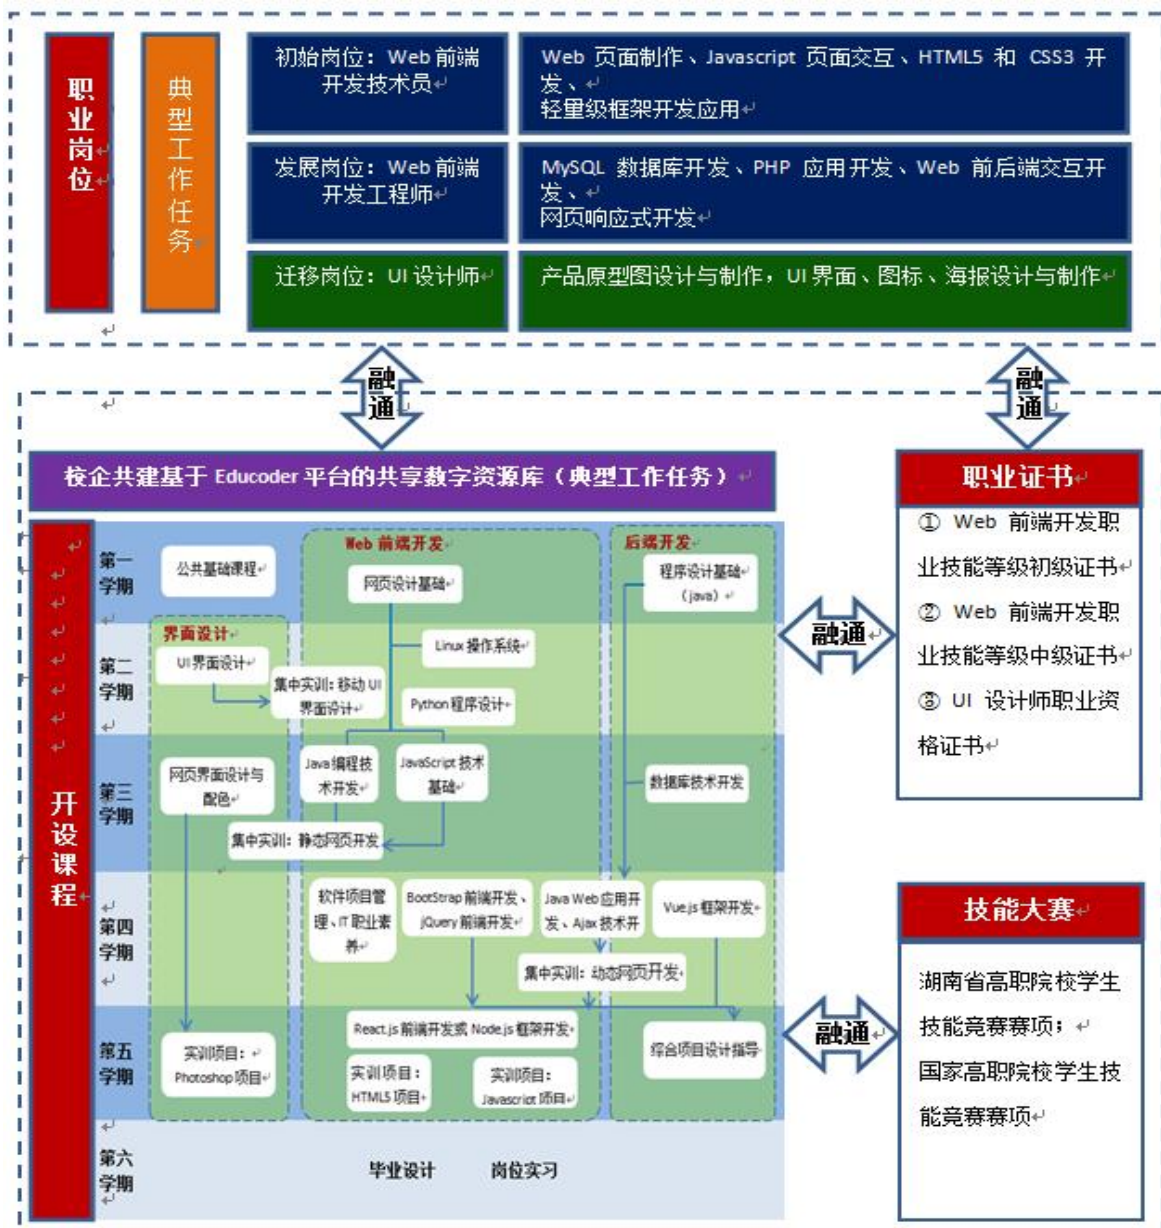 职业岗位
典型工作任务
初始岗位：Web 前端
开发技术员
Web 页面制作、Javascript 页面交互、HTML5 和 CSS3 开
发、
轻量级框架开发应用
发展岗位：Web 前端
开发工程师
MySQL 数据库开发、PHP 应用开发、Web 前后端交互开
发、
网页响应式开发
迁移岗位：UI 设计师
产品原型图设计与制作，UI 界面、图标、海报设计与制作
融
通
融
通
校企共建基于 Educoder 平台的共享数字资源库（典型工作任务）
开设课程
第一
学期
公共基础课程
Web 前端开发
网页设计基础
后端开发
程序设计基础
（java）
第二
学期
界面设计
UI 界面设计
集中实训：移动 UI
界面设计
Linux 操作系统
Python 程序设计
第三
学期
网页界面设计与
配色
Java 编程技
术开发
JavaScript 技术
基础
数据库技术开发
集中实训：静态网页开发
第四
学期
软件项目管
理、IT 职业素
养
BootStrap 前端开发、
jQuery 前端开发
Java Web 应用开
发、Ajax 技术开
Vue.js 框架开发
集中实训：动态网页开发
第五
学期
实训项目：
Photoshop 项目
React.js 前端开发或 Node.js 框架开发
实训项目：
HTML5 项目
实训项目：
Javascript 项目
综合项目设计指导
第六
学期
毕业设计 岗位实习
融通
职业证书
① Web 前端开发职
业技能等级初级证书
② Web 前端开发职
业技能等级中级证书
③ UI 设计师职业资
格证书
融通
技能大赛
湖南省高职院校学生
技能竞赛赛项；
国家高职院校学生技
能竞赛赛项